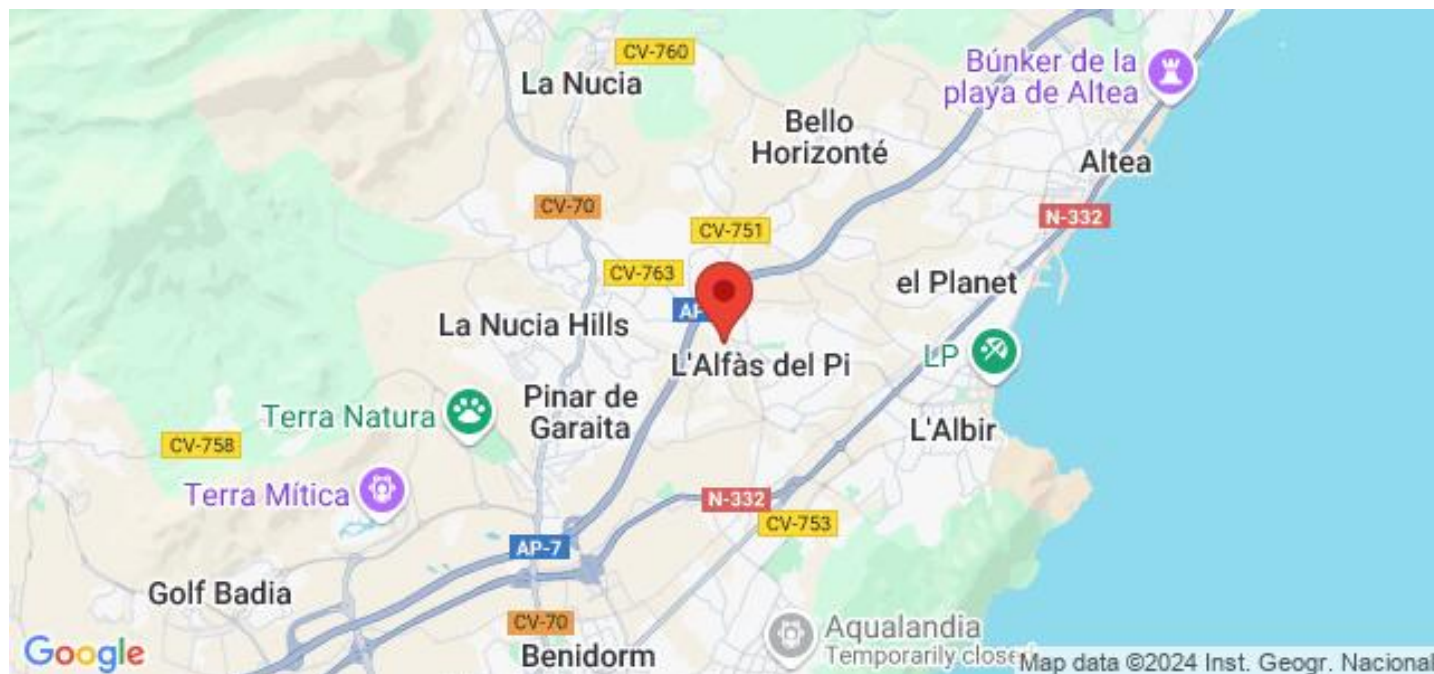 CV-760
La Nucia
Búnker de la
playa de Altea
Bello
Horizonté
Altea
CV-70
N-332
CV-751
CV-763
el Planet
AP
La Nucia Hills
LP
L'Alfàs del Pi
Pinar de
Garaita
Terra Natura
L'Albir
CV-758
Terra Mítica
N-332
CV-753
AP-7
Golf Badia
CV-70
Aqualandia
Temporarily close
Benidorm
Google
Map data ©2024 Inst. Geogr. Nacional